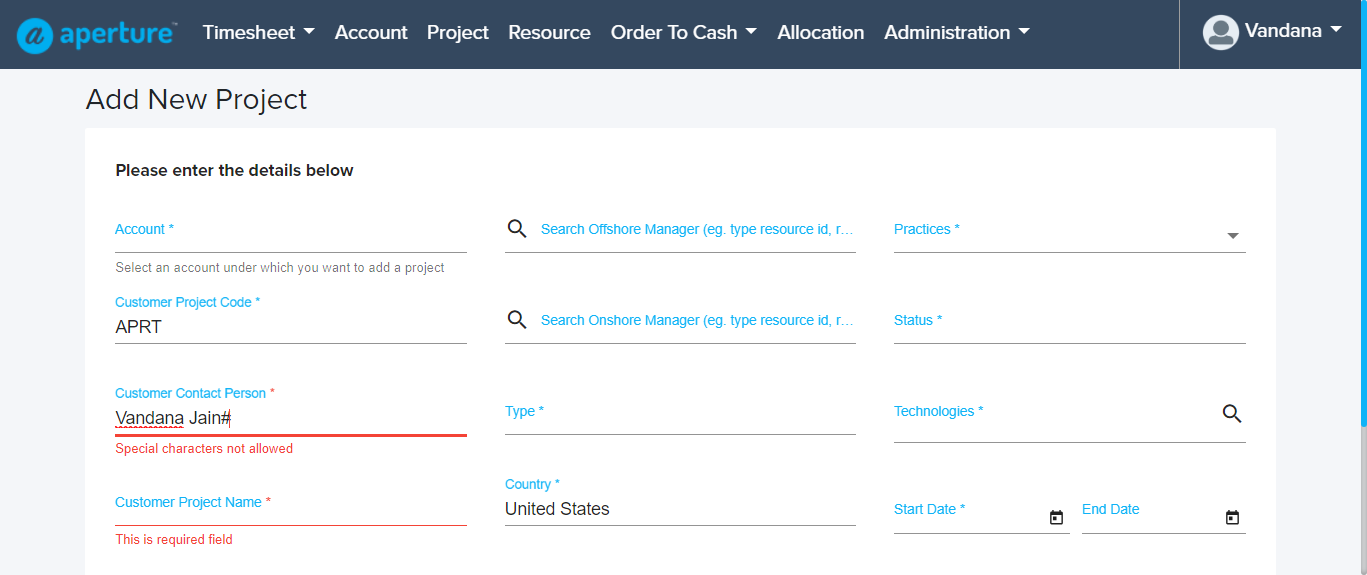 aperture™ Timesheet Account Project Resource Order To Cash Allocation Administration Vandana
Add New Project
Please enter the details below
Account * Search Offshore Manager (eg. type resource id, r... Practices *
Select an account under which you want to add a project
Customer Project Code *
APRT Search Onshore Manager (eg. type resource id, r... Status *
Customer Contact Person *
Vandana Jain# Type * Technologies *
Special characters not allowed
Customer Project Name * Country *
United States Start Date * End Date
This is required field